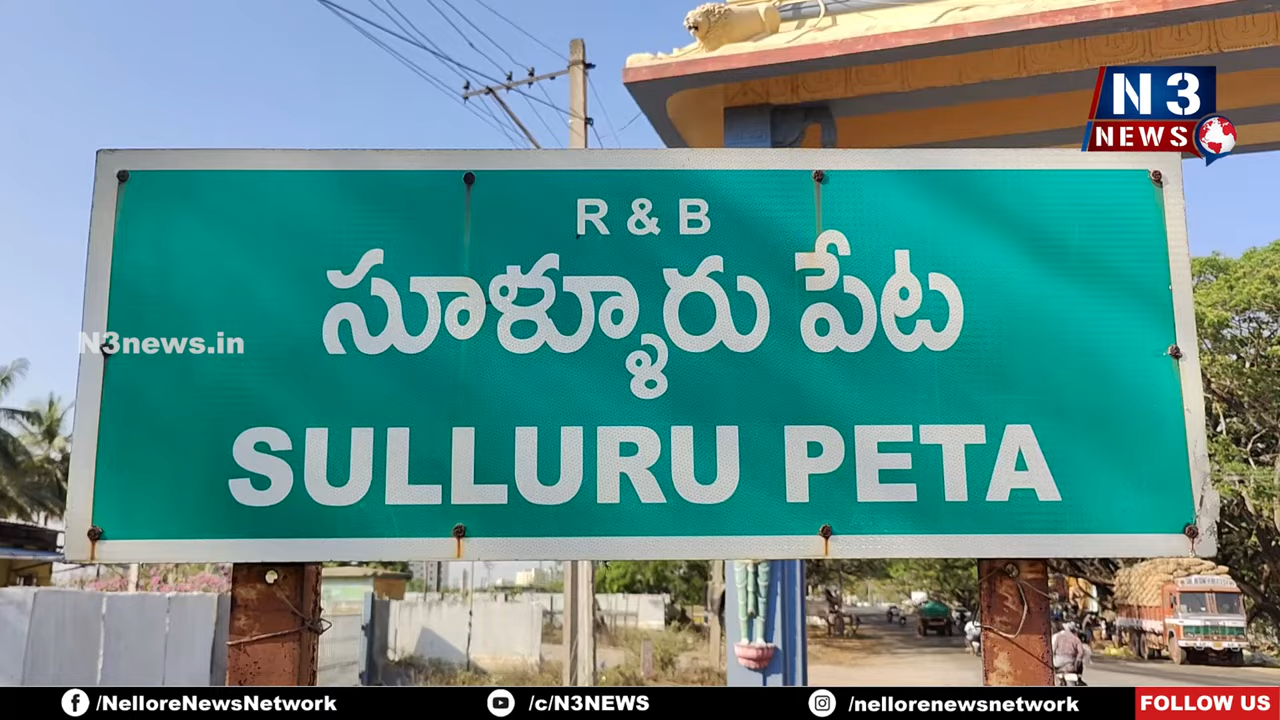 N3
NEWS
R & B
సూళ్ళూరు పేట
N3news.in
SULLURU PETA
/NelloreNewsNetwork
/c/N3NEWS
/nellorenewsnetwork
FOLLOW US